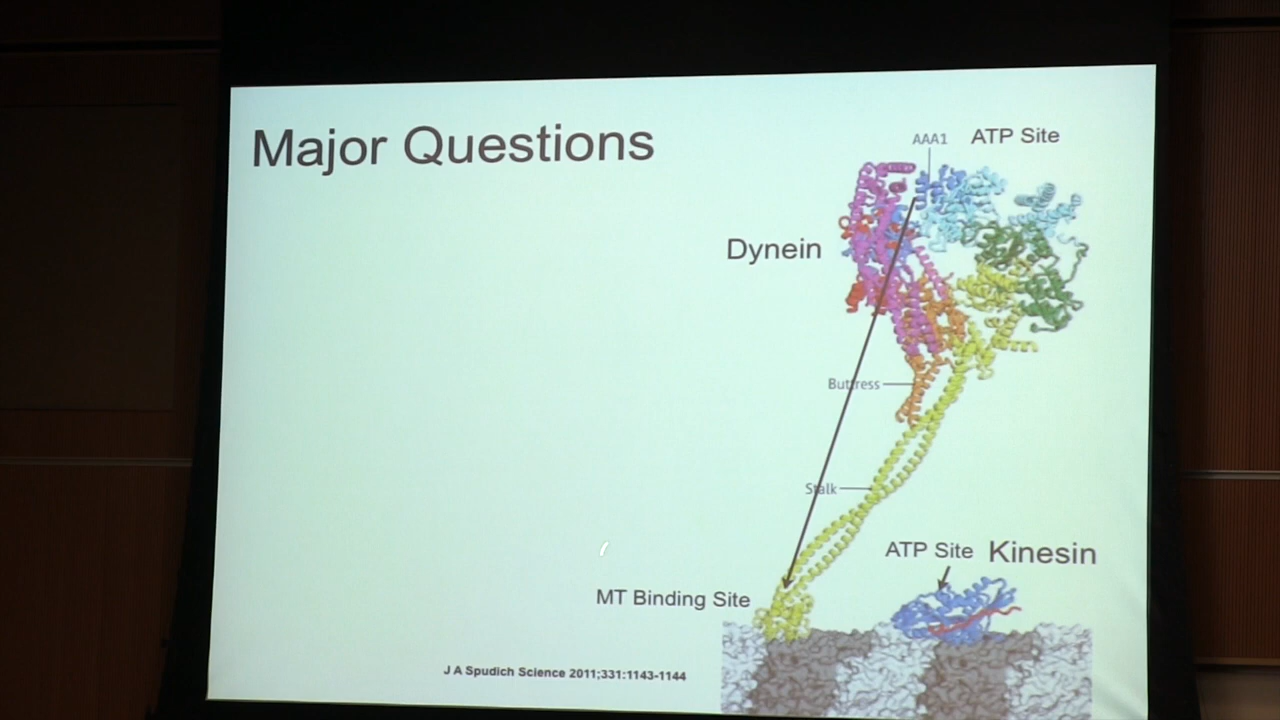 Major Questions
AAA1 ATP Site
Dynein
Buttress
Stalk
ATP Site Kinesin
MT Binding Site
J A Spudich Science 2011;331:1143-1144